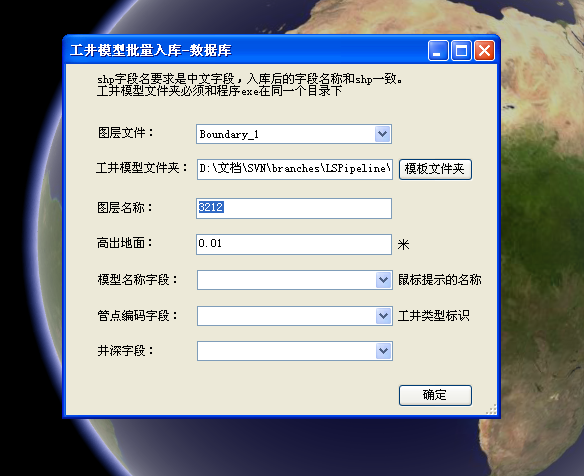 工井模型批量入库-数据库
shp字段名要求是中文字段，入库后的字段名称和shp一致。
工井模型文件夹必须和程序exe在同一个目录下
图层文件： Boundary_1
工井模型文件夹： D:\文档\SVN\branches\LSPipeline\ 模板文件夹
图层名称： 3212
高出地面： 0.01 米
模型名称字段： 鼠标提示的名称
管点编码字段： 工井类型标识
井深字段：
确定